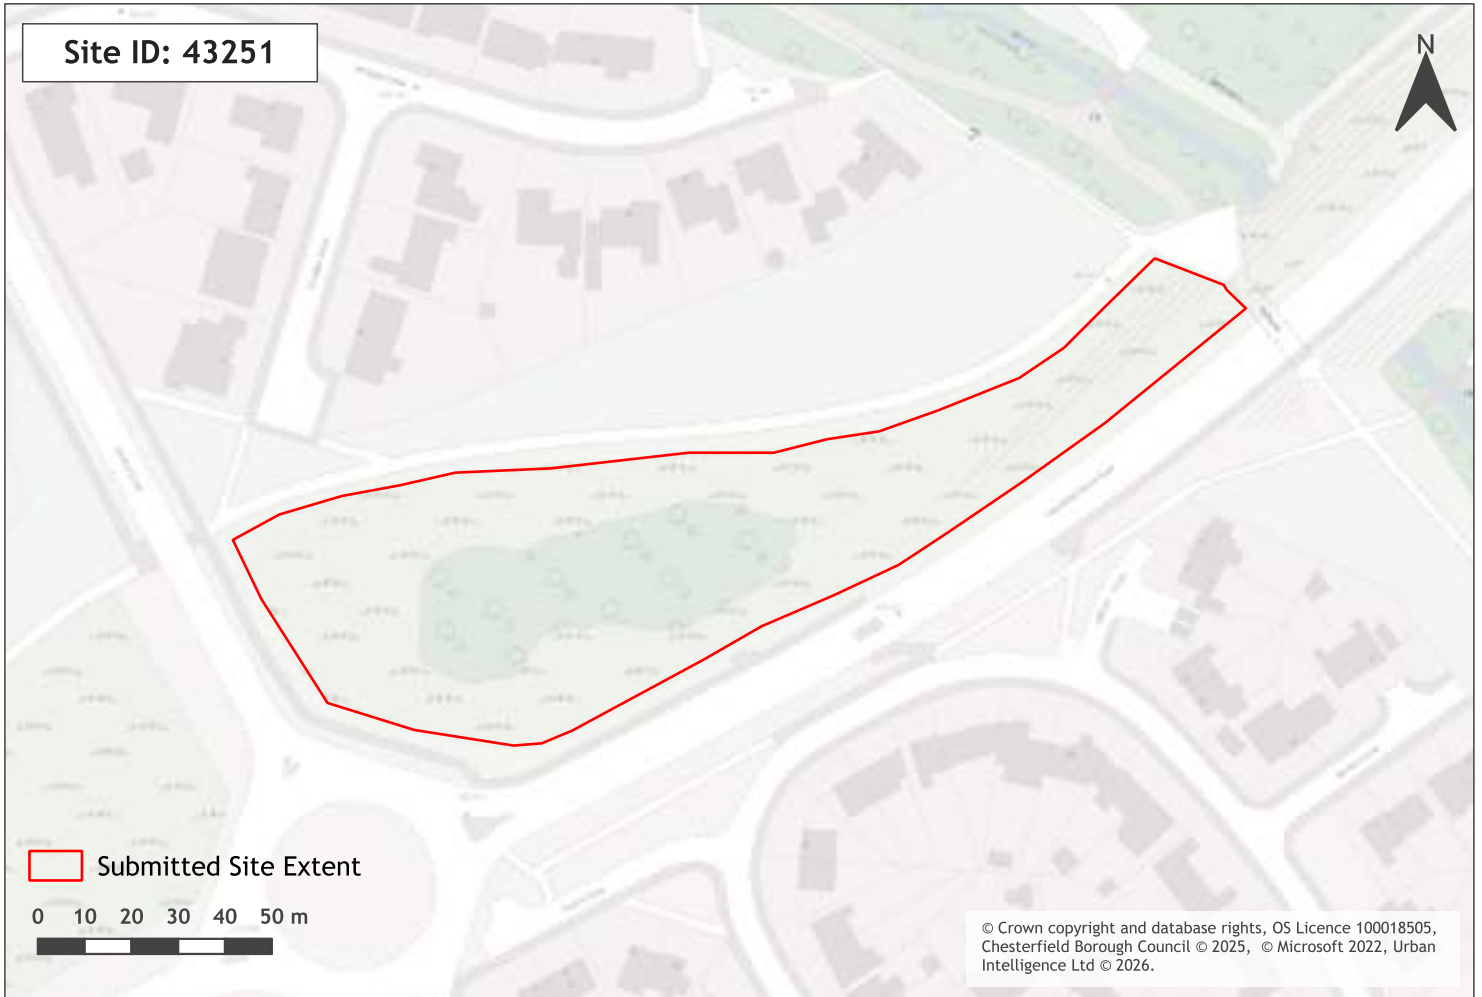 Site ID: 43251
N
Submitted Site Extent
0 10 20 30 40 50 m
© Crown copyright and database rights, OS Licence 100018505,
Chesterfield Borough Council © 2025, © Microsoft 2022, Urban
Intelligence Ltd © 2026.